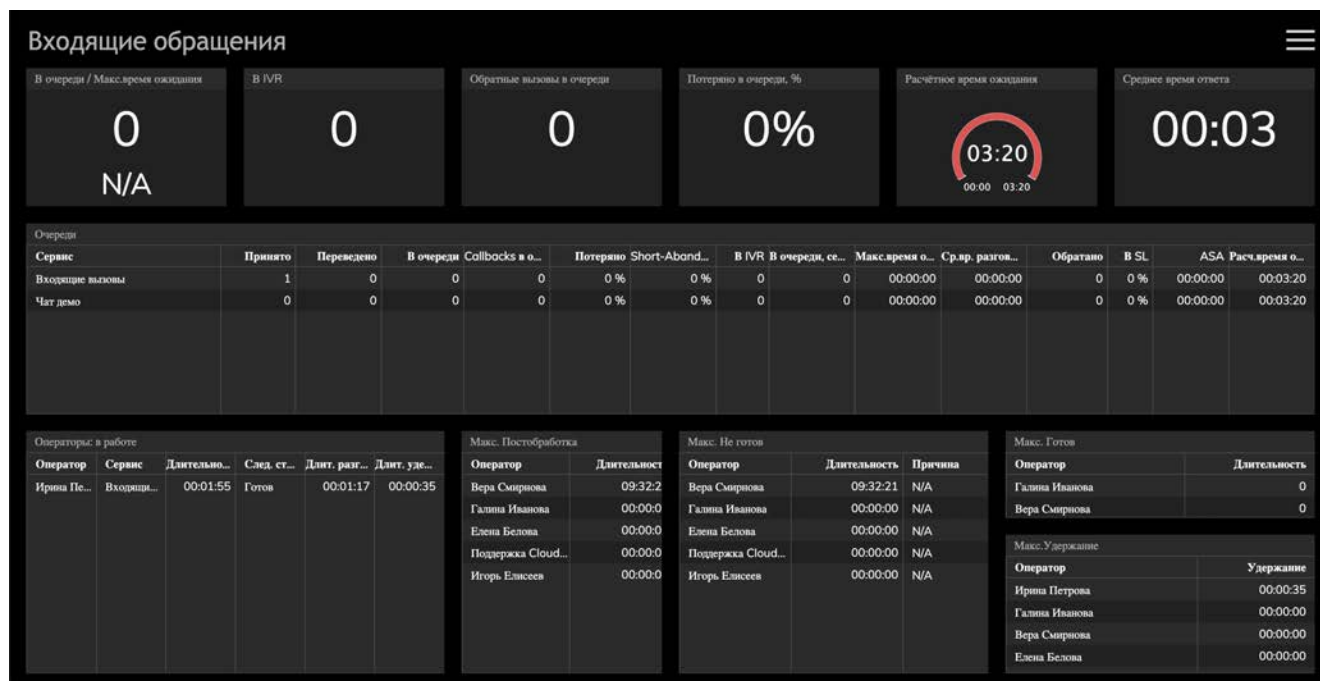 Входящие обращения
В очереди / Макс.время ожидания
0
N/A
В IVR
0
Обратные вызовы в очереди
0
Потеряно в очереди, %
0%
Расчётное время ожидания
03:20
00:00 03:20
Среднее время ответа
00:03
Очереди
Сервис Принято Переведено В очереди Callbacks в о... Потеряно Short-Aband... В IVR В очереди, се... Макс.время о... Ср.вр. разгов... Обратано В SL ASA Расч.время о...
Входящие вызовы 1 0 0 0 0 % 0 % 0 0 00:00:00 00:00:00 0 0 % 00:00:00 00:03:20
Чат демо 0 0 0 0 0 % 0 % 0 0 00:00:00 00:00:00 0 0 % 00:00:00 00:03:20
Операторы: в работе
Оператор Сервис Длительно... След. ст... Длит. разг... Длит. уде...
Ирина Пе... Входящи... 00:01:55 Готов 00:01:17 00:00:35
Макс. Постобработка
Оператор Длительност
Вера Смирнова 09:32:2
Галина Иванова 00:00:0
Елена Белова 00:00:0
Поддержка Cloud... 00:00:0
Игорь Елисеев 00:00:0
Макс. Не готов
Оператор Длительность Причина
Вера Смирнова 09:32:21 N/A
Галина Иванова 00:00:00 N/A
Елена Белова 00:00:00 N/A
Поддержка Cloud... 00:00:00 N/A
Игорь Елисеев 00:00:00 N/A
Макс. Готов
Оператор Длительность
Галина Иванова 0
Вера Смирнова 0
Макс.Удержание
Оператор Удержание
Ирина Петрова 00:00:35
Галина Иванова 00:00:00
Вера Смирнова 00:00:00
Елена Белова 00:00:00